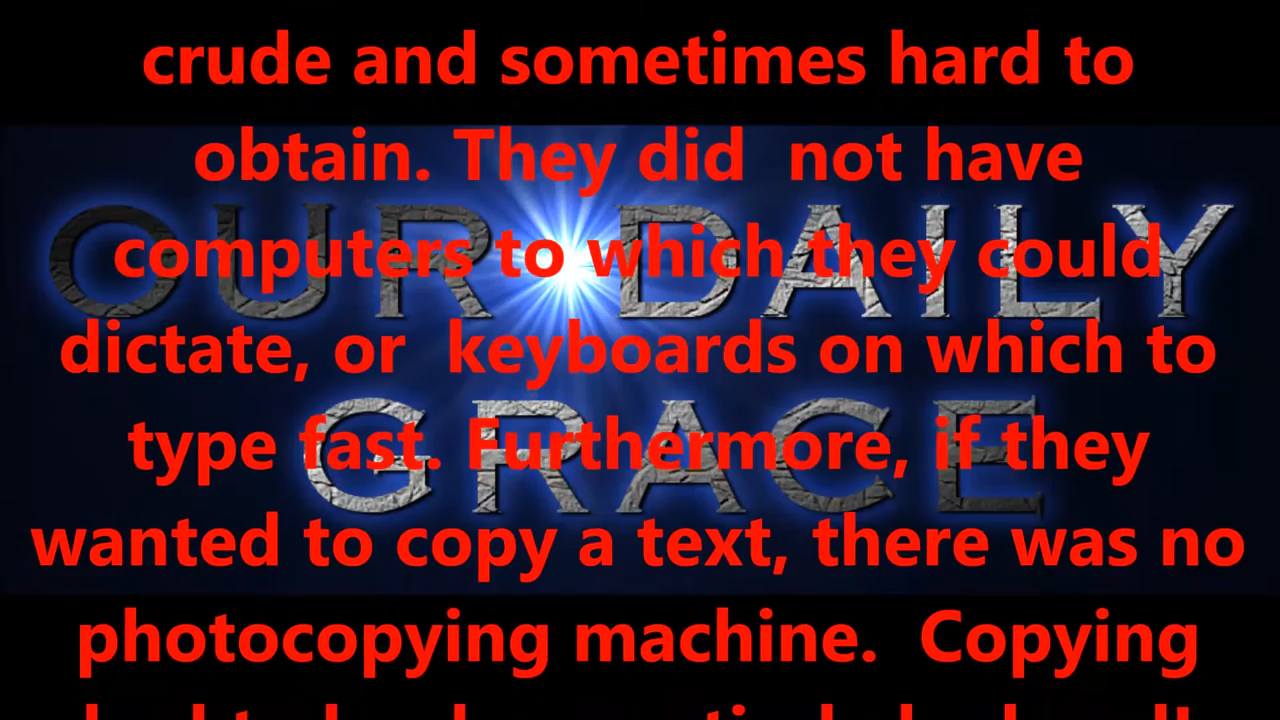 crude and sometimes hard to
obtain. They did  not have
computers to which they could
dictate, or  keyboards on which to
type fast. Furthermore, if they
wanted to copy a text, there was no
photocopying machine.  Copying
OUR DAILY
GRACE